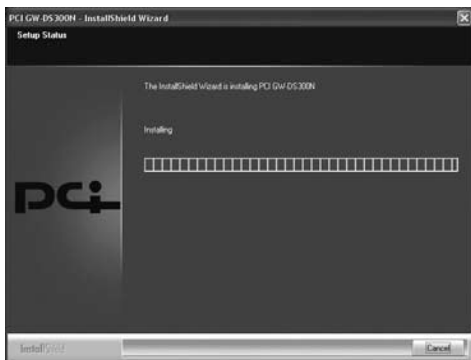 PCI GW-DS300N - InstallShield Wizard
Setup Status
The InstallShield Wizard is installing PCI GW-DS300N
Installing
PCi
InstallShield
Cancel